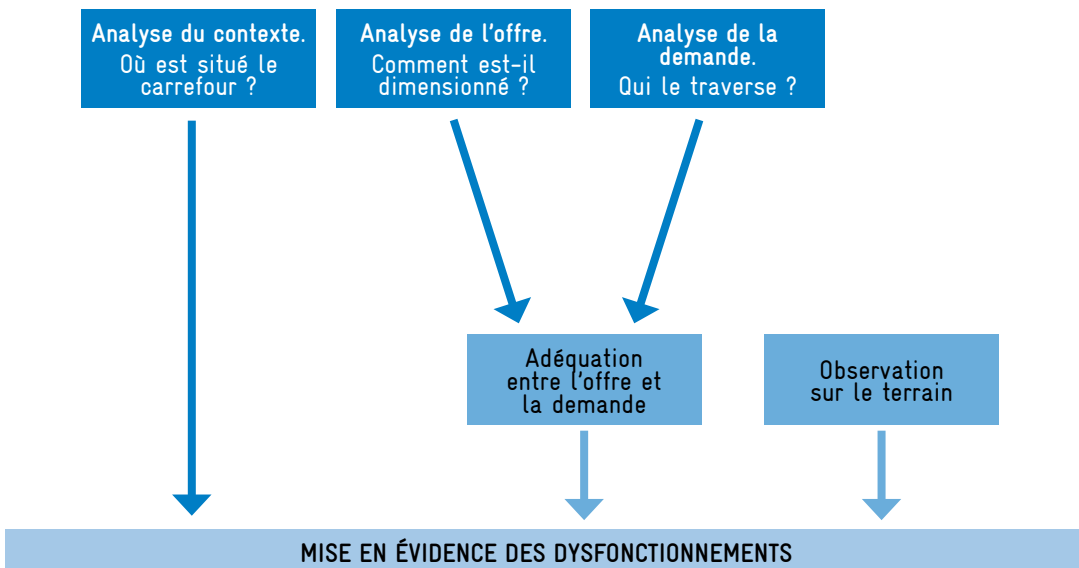 Analyse du contexte.
Où est situé le
carrefour ?
Analyse de l'offre.
Comment est-il
dimensionné ?
Analyse de la
demande.
Qui le traverse ?
Adéquation
entre l'offre et
la demande
Observation
sur le terrain
MISE EN ÉVIDENCE DES DYSFONCTIONNEMENTS